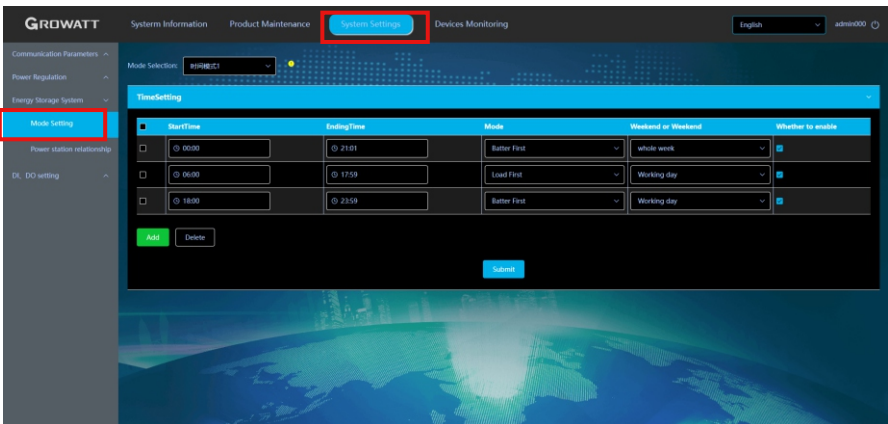 GROWATT Systerm Information Product Maintenance System Settings Devices Monitoring English admin000
Communication Parameters
Power Regulation
Energy Storage System
Mode Setting
Power station relationship
DI、DO setting
Mode Selection: 时间模式1
TimeSetting
StartTime EndingTime Mode Weekend or Weekend Whether to enable
00:00 21:01 Batter First whole week
06:00 17:59 Load First Working day
18:00 23:59 Batter First Working day
Add Delete
Submit